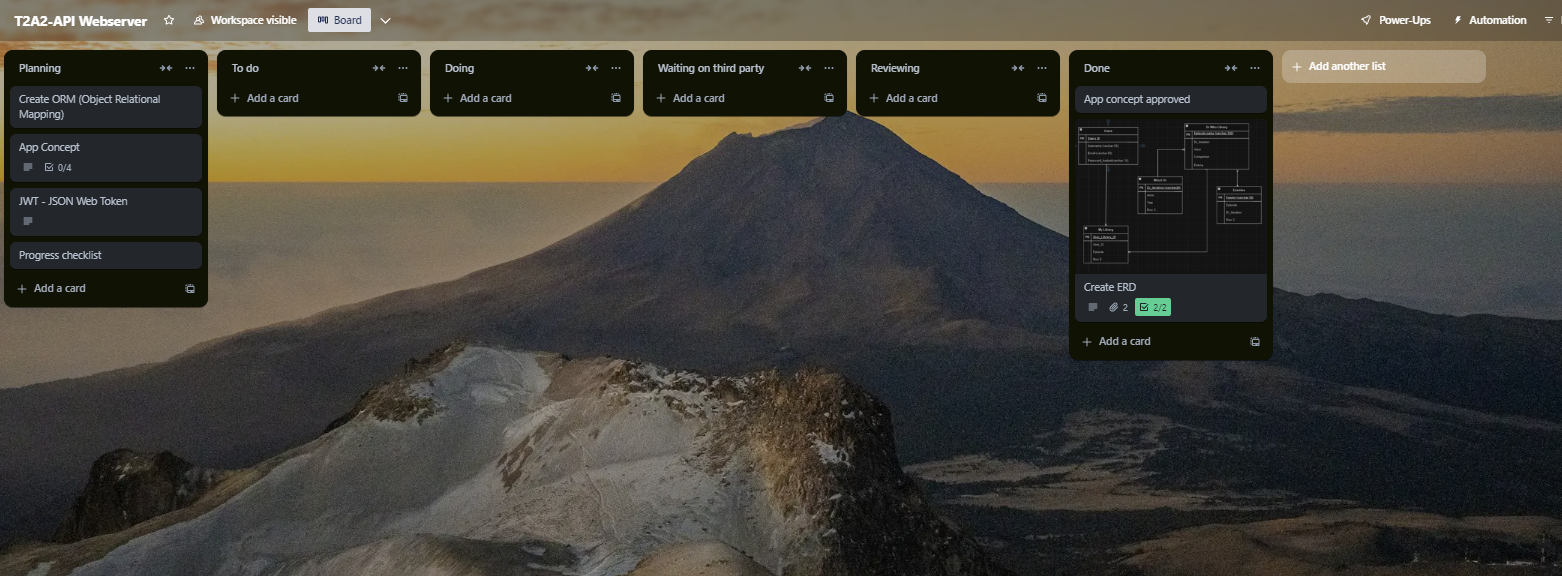 T2A2-API Webserver
Workspace visible
Board
Power-Ups
Automation
Planning
Create ORM (Object Relational
Mapping)
App Concept
0/4
JWT - JSON Web Token
Progress checklist
+ Add a card
To do
+ Add a card
Doing
+ Add a card
Waiting on third party
+ Add a card
Reviewing
+ Add a card
Done
App concept approved
Users
My Library
Create ERD
2
2/2
+ Add a card
+ Add another list